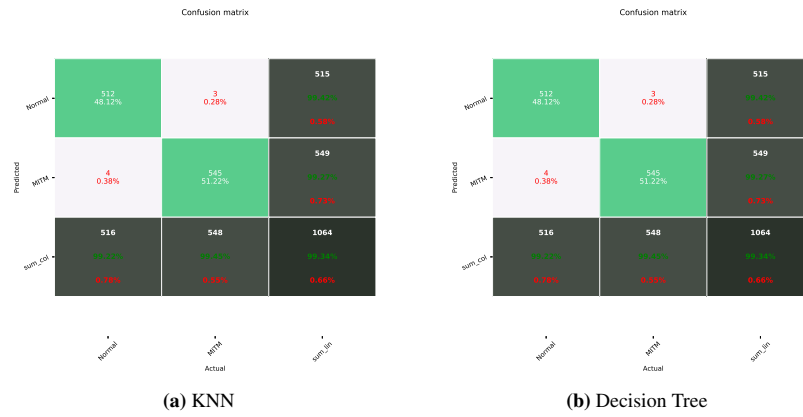 Confusion matrix
Normal
512
48.12%
3
0.28%
515
MITM
4
0.38%
545
51.22%
549
sum_col
516
548
1064
99.34%
0.66%
Predicted
Normal
MITM
sum_lin
Actual
(a) KNN
Confusion matrix
Normal
512
48.12%
3
0.28%
515
MITM
4
0.38%
545
51.22%
549
sum_col
516
548
1064
99.34%
0.66%
Predicted
Normal
MITM
sum_lin
Actual
(b) Decision Tree